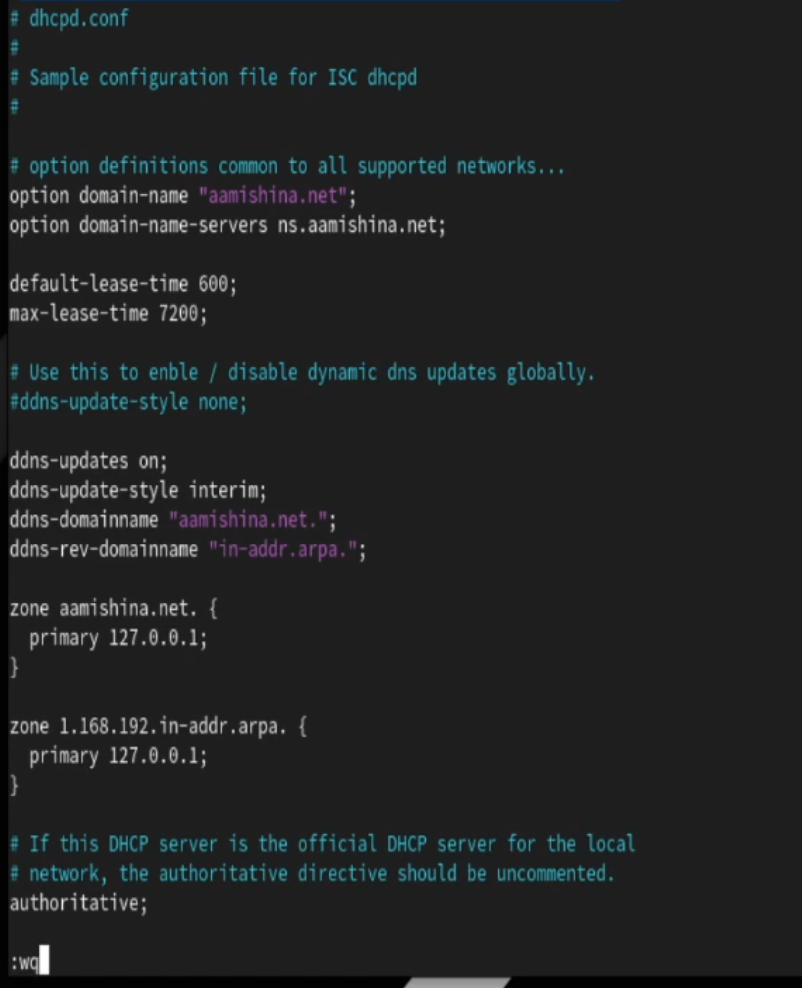 # dhcpd.conf
#
# Sample configuration file for ISC dhcpd
#
# option definitions common to all supported networks...
option domain-name "aamishina.net";
option domain-name-servers ns.aamishina.net;
default-lease-time 600;
max-lease-time 7200;
# Use this to enble / disable dynamic dns updates globally.
#ddns-update-style none;
ddns-updates on;
ddns-update-style interim;
ddns-domainname "aamishina.net.";
ddns-rev-domainname "in-addr.arpa.";
zone aamishina.net. {
  primary 127.0.0.1;
}
zone 1.168.192.in-addr.arpa. {
  primary 127.0.0.1;
}
# If this DHCP server is the official DHCP server for the local
# network, the authoritative directive should be uncommented.
authoritative;
:wq